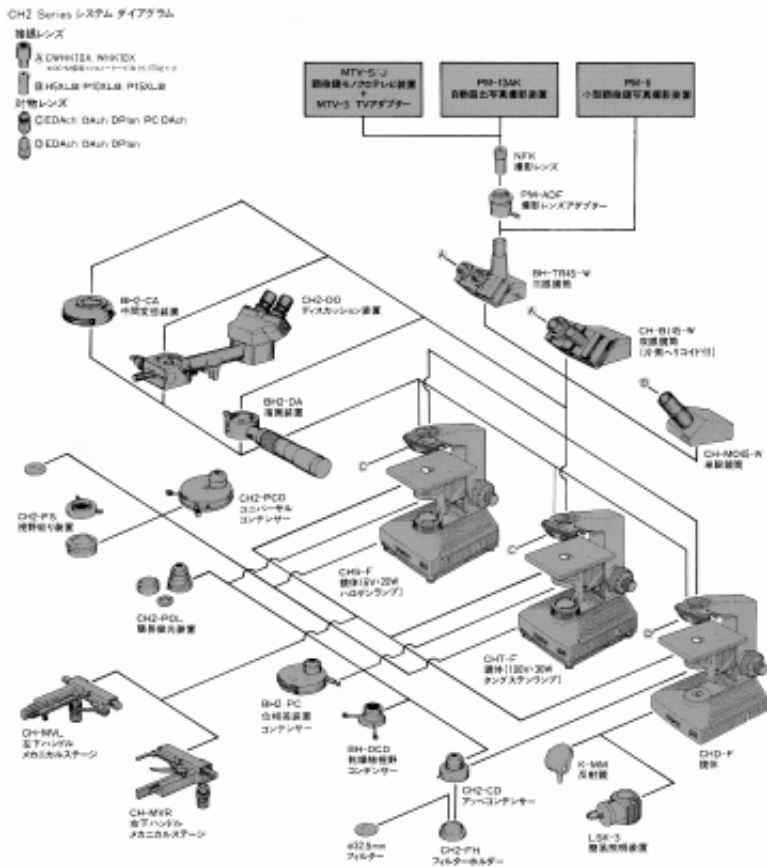 CH2 Series システム ダイアグラム
接眼レンズ
Ⓐ CWHK10X WHK10X
Ⓑ H5XLB P10XLB P15XLB
対物レンズ
Ⓒ EDAch DAch DPlan PC DAch
Ⓓ EDAch DAch DPlan
MTV-S/J
顕微鏡モノクロテレビ装置
+
MTV-3 TVアダプター
PM-10AK
自動露出写真撮影装置
PM-6
小型顕微鏡写真撮影装置
NFK
撮影レンズ
PM-ADF
撮影レンズアダプター
BH2-CA
中間変倍装置
CH2-DO
ディスカッション装置
BH-TR45-W
三眼鏡筒
CH-BI45-W
双眼鏡筒
(片側ヘリコイド付)
BH2-DA
描画装置
CH-MO45-W
単眼鏡筒
CH2-FS
視野絞り装置
CH2-PCD
ユニバーサル
コンデンサー
CHS-F
鏡体(6V・20W
ハロゲンランプ)
CH2-POL
簡易偏光装置
CHT-F
鏡体(100V・30W
タングステンランプ)
CH-MVL
左下ハンドル
メカニカルステージ
BH2-PC
位相差装置
コンデンサー
BH-DCD
乾燥暗視野
コンデンサー
CHD-F
鏡体
K-MM
反射鏡
CH2-CD
アッベコンデンサー
CH-MVR
右下ハンドル
メカニカルステージ
LSK-3
簡易照明装置
φ32.5mm
フィルター
CH2-FH
フィルターホルダー